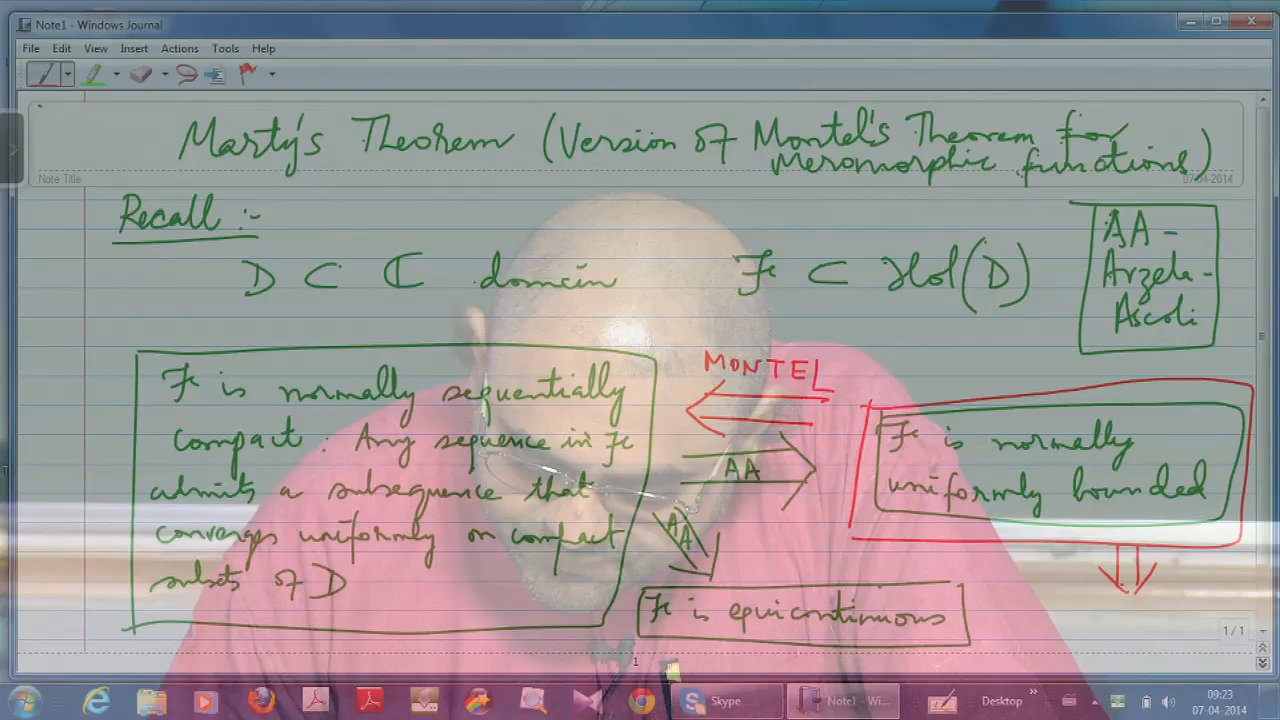 Note1 - Windows Journal
File Edit View Insert Actions Tools Help
Marty's Theorem (Version of Montel's Theorem for
Meromorphic functions)
Note Title
07-04-2014
Recall :-
D ⊂ ℂ domain F ⊂ Hol(D)
AA -
Arzela-
Ascoli
F is normally sequentially
compact : Any sequence in F
admits a subsequence that
converges uniformly on compact
subsets of D
MONTEL
AA
F is normally
uniformly bounded
AA
F is equicontinuous
1/1
1
Skype
Note1 - Wi...
Desktop
09:23
07-04-2014